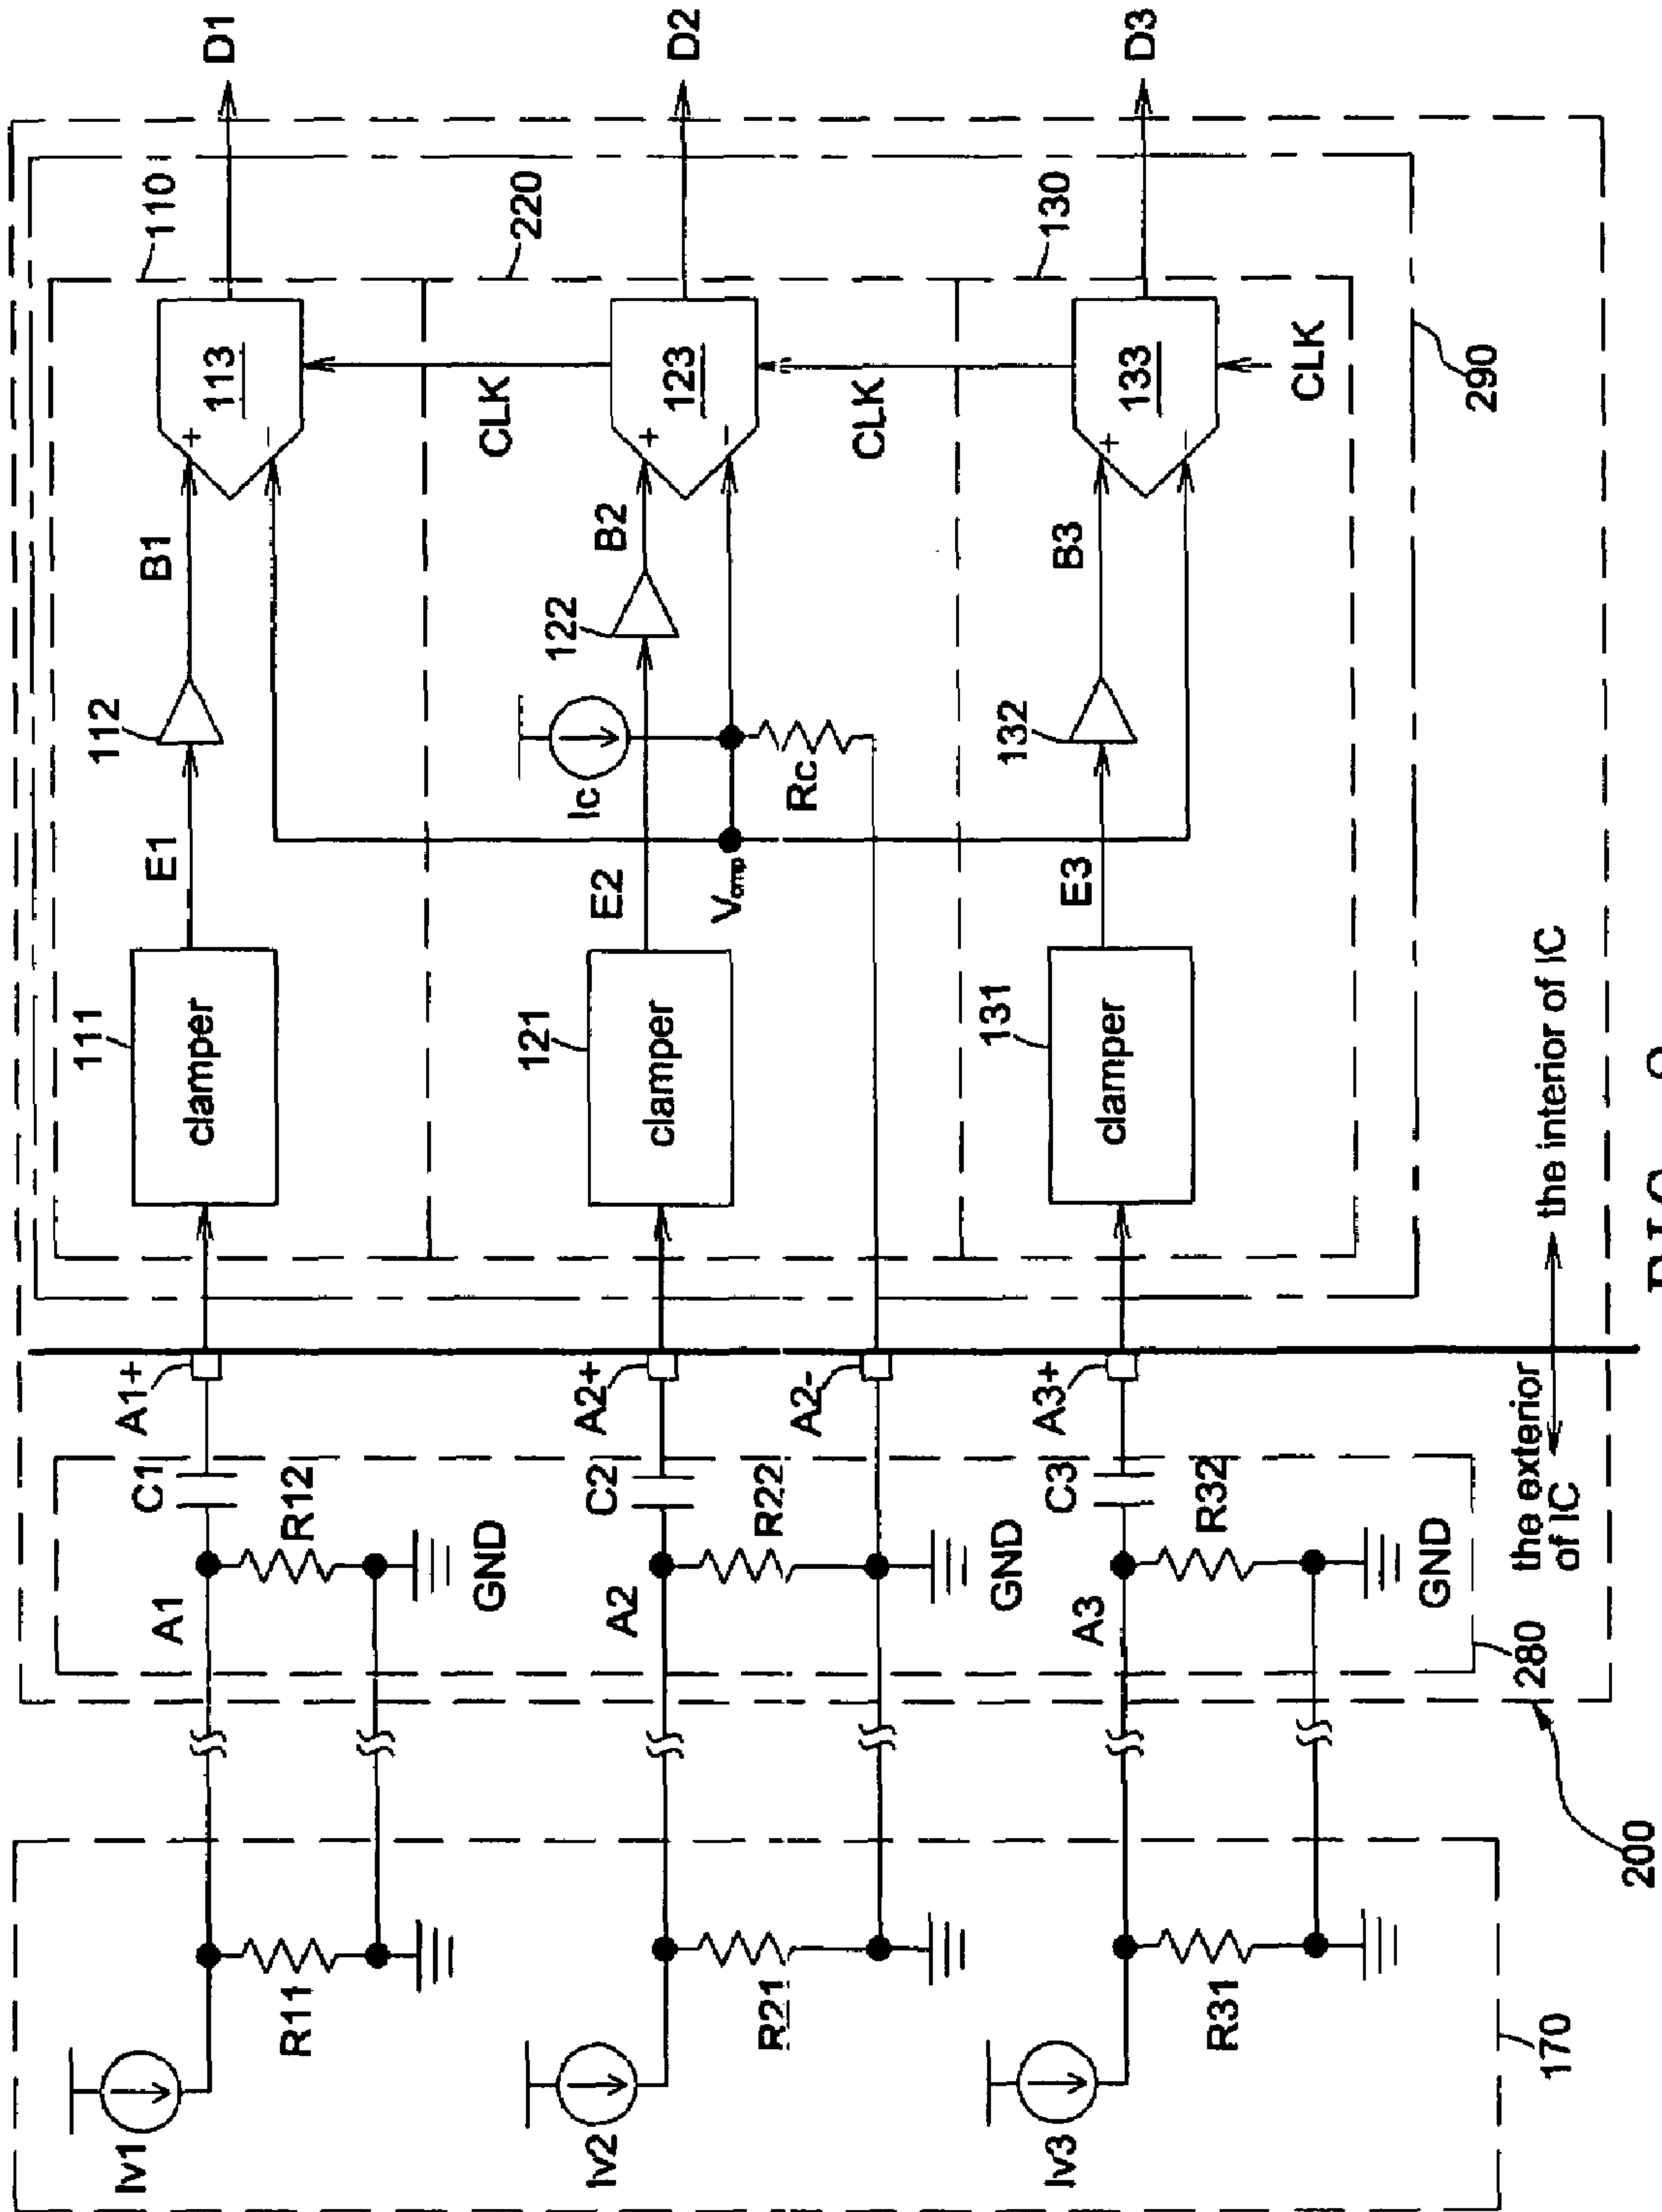 D1
D2
D3
110
220
130
113
+
-
CLK
123
+
-
CLK
133
+
-
CLK
290
B1
B2
B3
112
122
132
Ic
Rc
E1
E2
E3
Vcmp
111
clamper
121
clamper
131
clamper
the interior of IC
the exterior
of IC
A1+
A2+
A2-
A3+
C1
R12
GND
C2
R22
GND
C3
R32
GND
A1
A2
A3
280
200
R11
R21
R31
170
Iv1
Iv2
Iv3